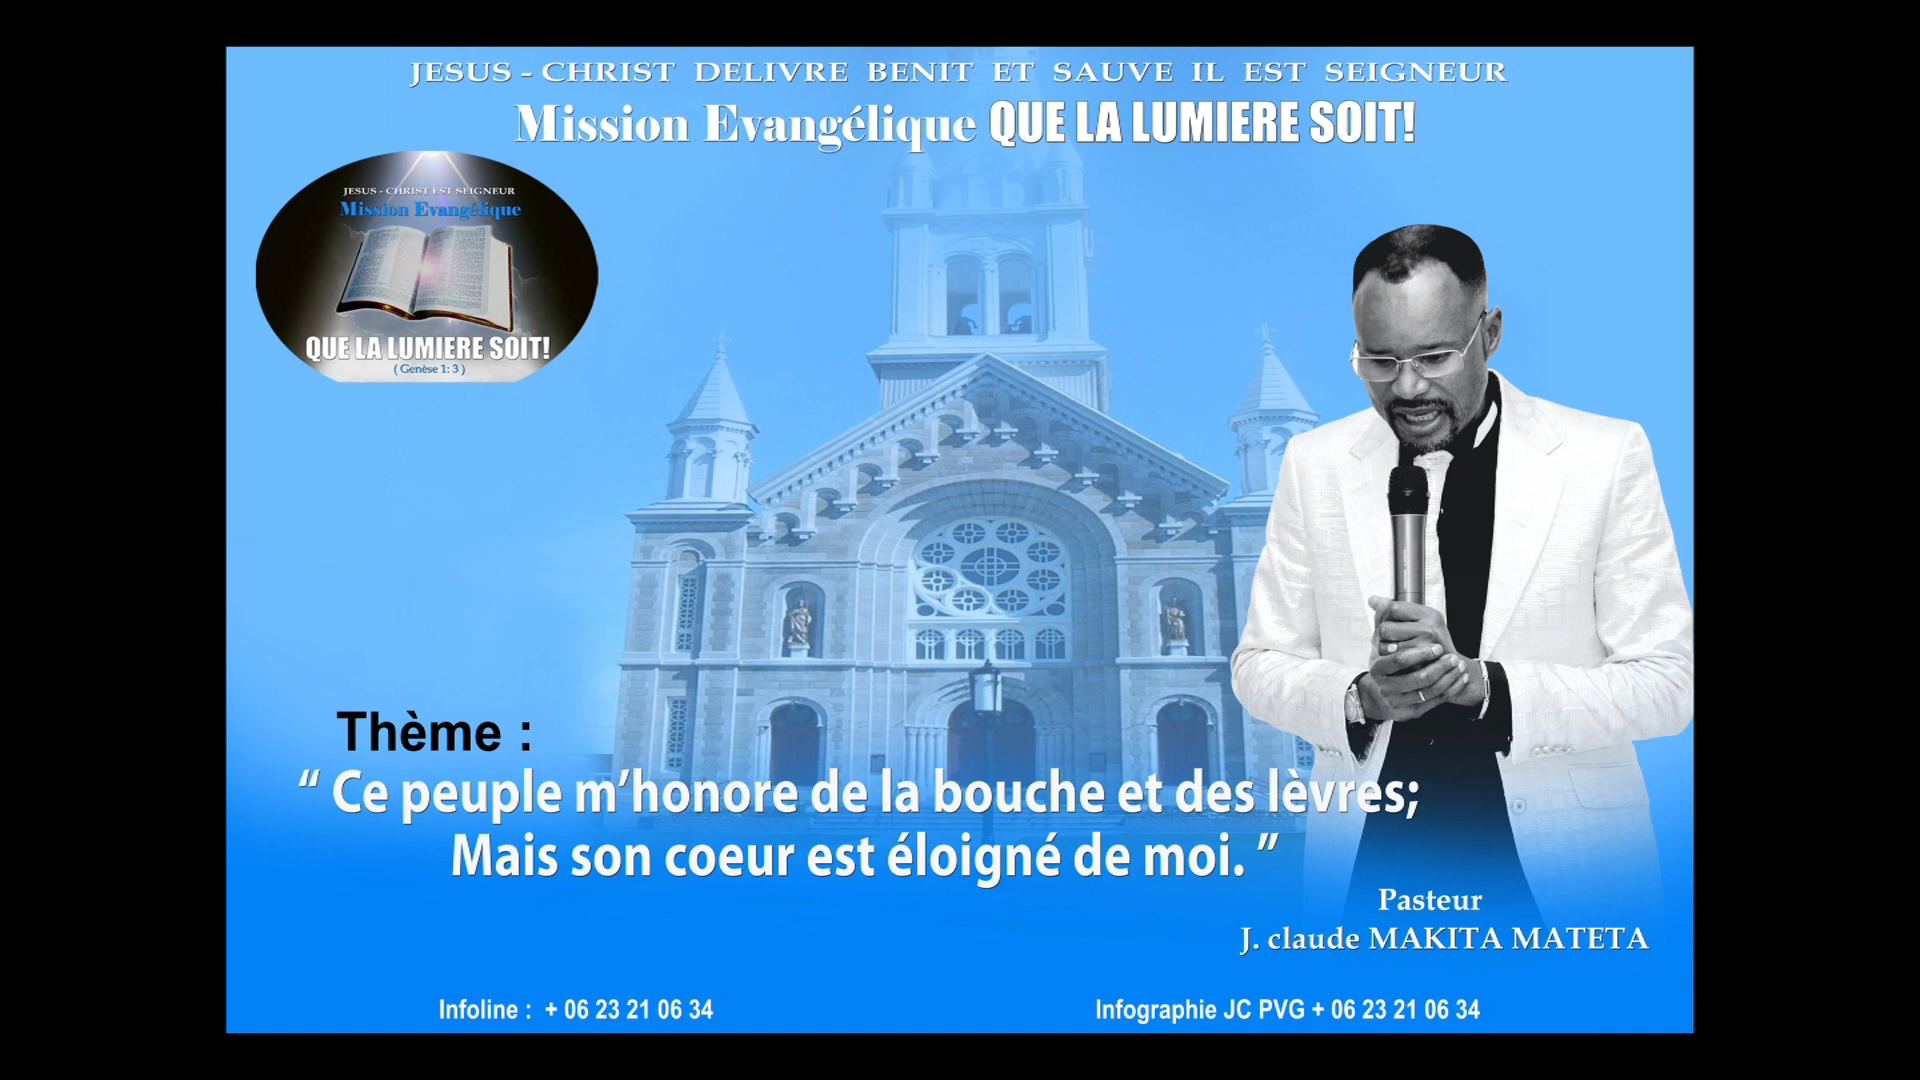 JESUS - CHRIST DELIVRE BENIT ET SAUVE IL EST SEIGNEUR
Mission Evangélique QUE LA LUMIERE SOIT!
JESUS - CHRIST EST SEIGNEUR
Mission Evangélique
QUE LA LUMIERE SOIT!
( Genèse 1: 3 )
Thème :
“ Ce peuple m’honore de la bouche et des lèvres;
Mais son coeur est éloigné de moi. ”
Pasteur
J. claude MAKITA MATETA
Infoline : + 06 23 21 06 34
Infographie JC PVG + 06 23 21 06 34